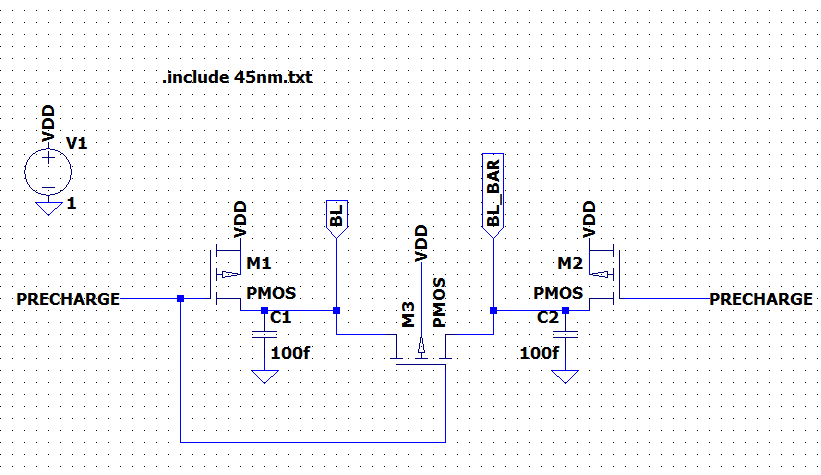 .include 45nm.txt
VDD
V1
1
VDD
M1
PMOS
PRECHARGE
C1
100f
BL
VDD
M3
PMOS
BL_BAR
VDD
M2
PMOS
PRECHARGE
C2
100f